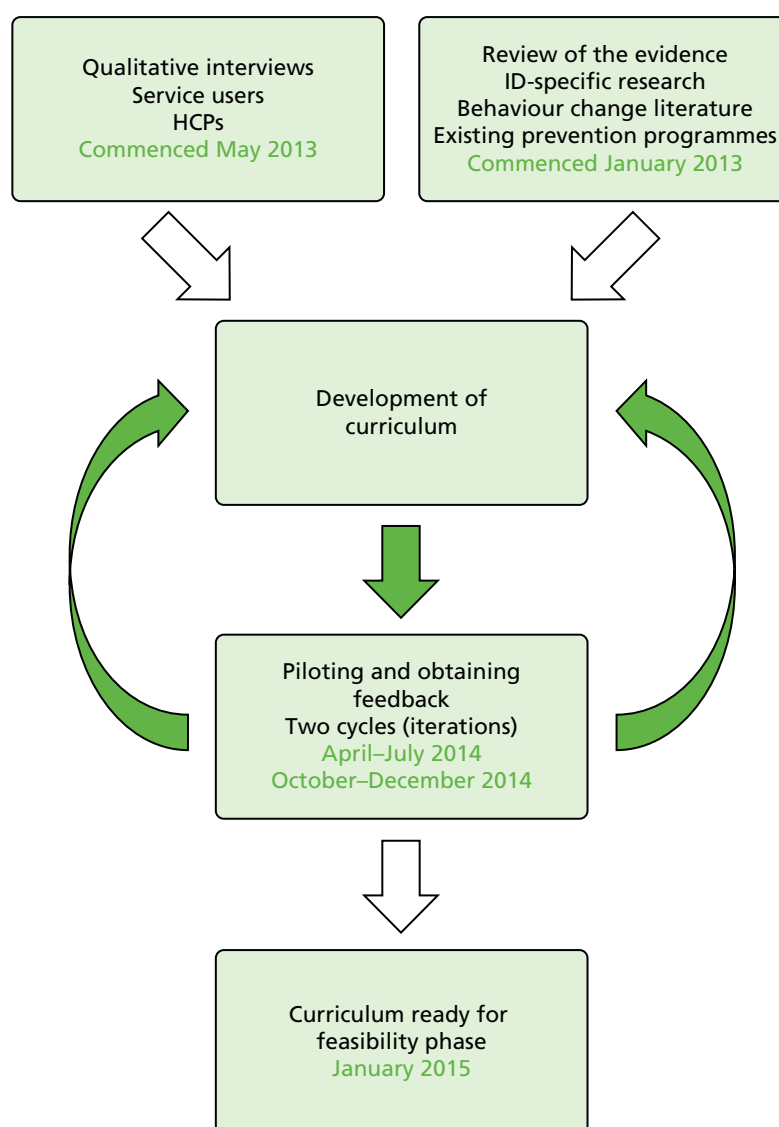 Qualitative interviews
Service users
HCPs
Commenced May 2013
Review of the evidence
ID-specific research
Behaviour change literature
Existing prevention programmes
Commenced January 2013
Development of
curriculum
Piloting and obtaining
feedback
Two cycles (iterations)
April–July 2014
October–December 2014
Curriculum ready for
feasibility phase
January 2015